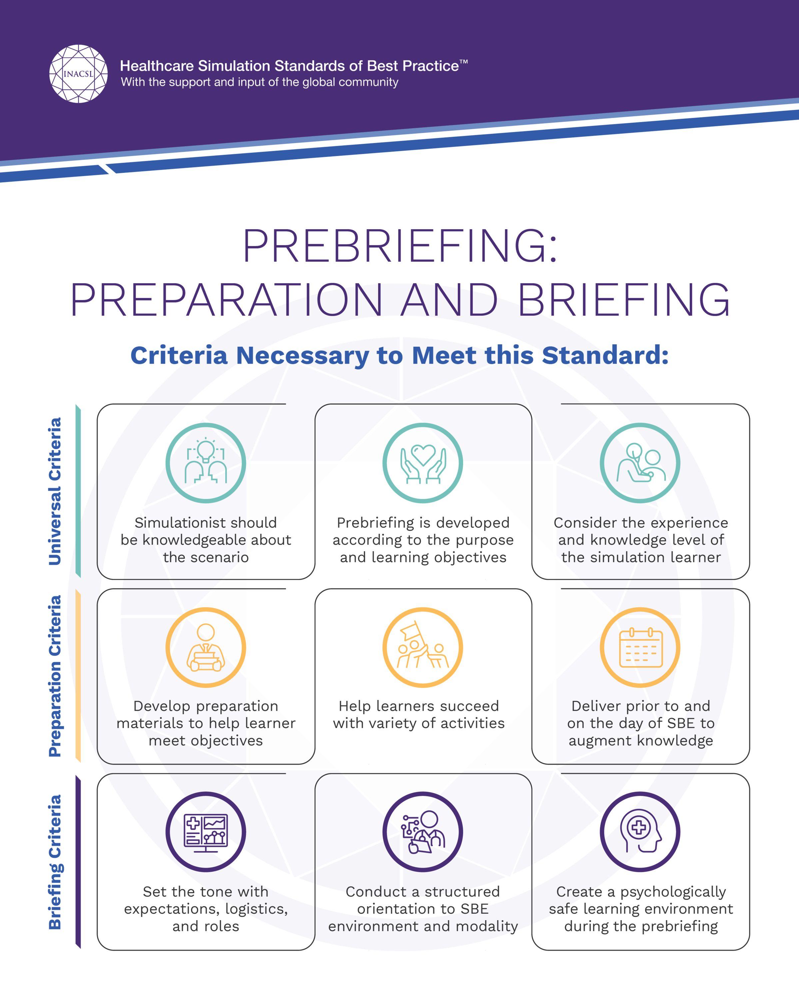 INACSL
Healthcare Simulation Standards of Best Practice™
With the support and input of the global community
PREBRIEFING:
PREPARATION AND BRIEFING
Criteria Necessary to Meet this Standard:
Universal Criteria
Simulationist should
be knowledgeable about
the scenario
Prebriefing is developed
according to the purpose
and learning objectives
Consider the experience
and knowledge level of
the simulation learner
Preparation Criteria
Develop preparation
materials to help learner
meet objectives
Help learners succeed
with variety of activities
Deliver prior to and
on the day of SBE to
augment knowledge
Briefing Criteria
Set the tone with
expectations, logistics,
and roles
Conduct a structured
orientation to SBE
environment and modality
Create a psychologically
safe learning environment
during the prebriefing